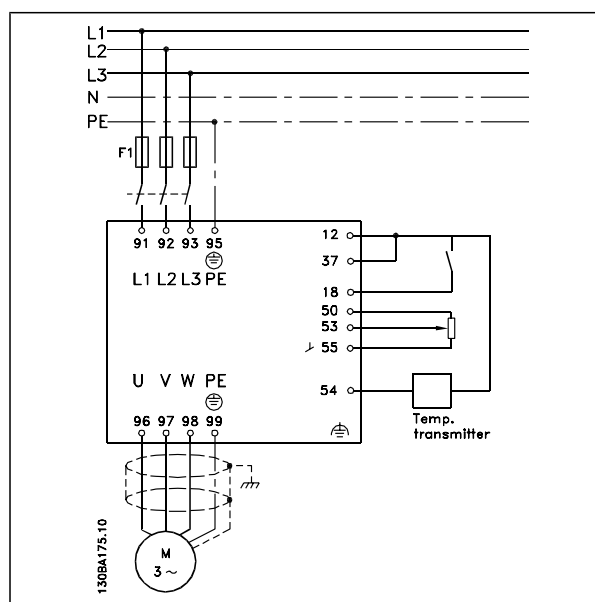 L1
L2
L3
N
PE
F1
91 92 93 95
L1 L2 L3 PE
12
37
18
50
53
55
54
Temp.
transmitter
U V W PE
96 97 98 99
M
3 ~
130BA175.10